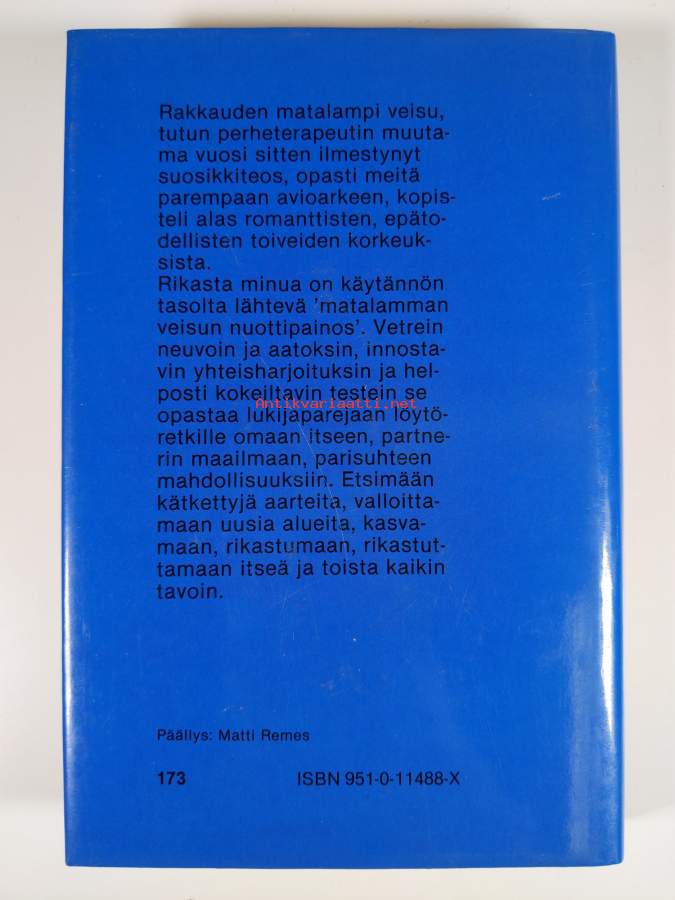 Rakkauden matalampi veisu,
tutun perheterapeutin muuta-
ma vuosi sitten ilmestynyt
suosikkiteos, opasti meitä
parempaan avioarkeen, kopis-
teli alas romanttisten, epäto-
dellisten toiveiden korkeuk-
sista.
Rikasta minua on käytännön
tasolta lähtevä 'matalamman
veisun nuottipainos'. Vetrein
neuvoin ja aatoksin, innosta-
vin yhteisharjoituksin ja hel-
posti kokeiltavin testein se
Antikvariaatti.net
opastaa lukijaparejaan löytö-
retkille omaan itseen, partne-
rin maailmaan, parisuhteen
mahdollisuuksiin. Etsimään
kätkettyjä aarteita, valloitta-
maan uusia alueita, kasva-
maan, rikastumaan, rikastut-
tamaan itseä ja toista kaikin
tavoin.
Päällys: Matti Remes
173 ISBN 951-0-11488-X